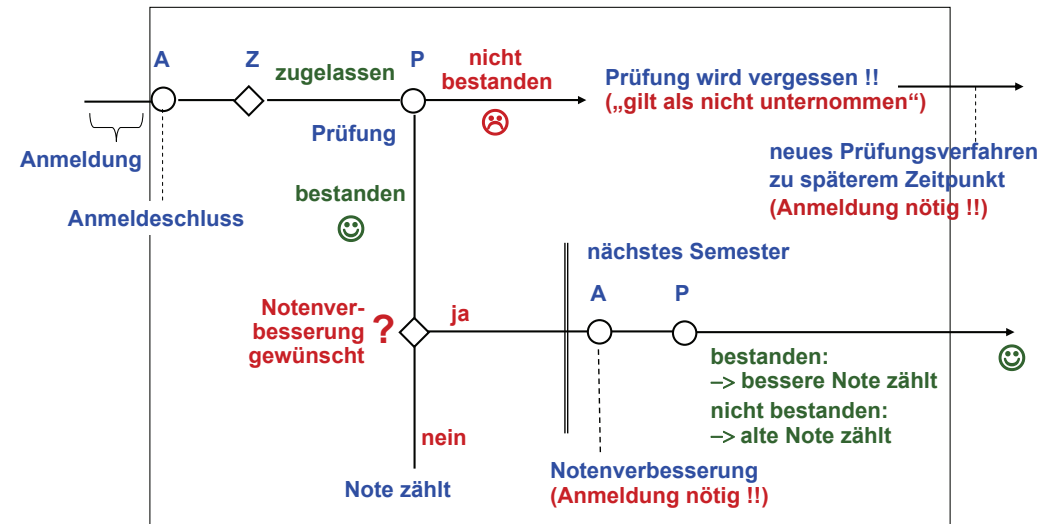 A
Z
zugelassen
P
nicht
bestanden
Prüfung wird vergessen !!
(„gilt als nicht unternommen“)
Prüfung
Anmeldung
neues Prüfungsverfahren
zu späterem Zeitpunkt
(Anmeldung nötig !!)
bestanden
Anmeldeschluss
nächstes Semester
A
P
Notenver-
besserung
gewünscht
?
ja
bestanden:
–> bessere Note zählt
nicht bestanden:
–> alte Note zählt
nein
Note zählt
Notenverbesserung
(Anmeldung nötig !!)